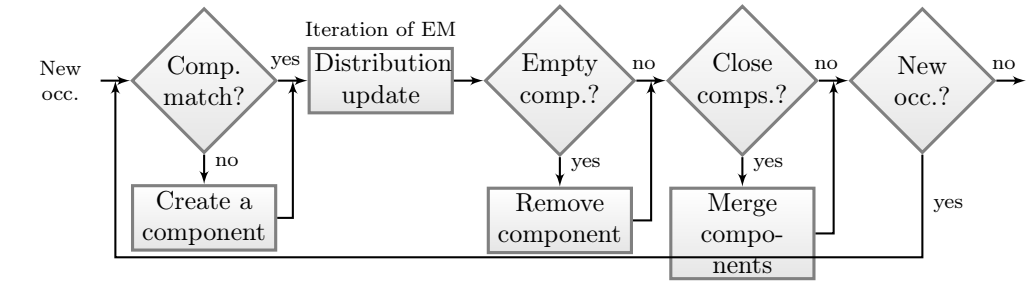 New
occ.
Comp.
match?
yes
no
Create a
component
Iteration of EM
Distribution
update
Empty
comp.?
no
yes
Remove
component
Close
comps.?
no
yes
Merge
compo-
nents
New
occ.?
no
yes